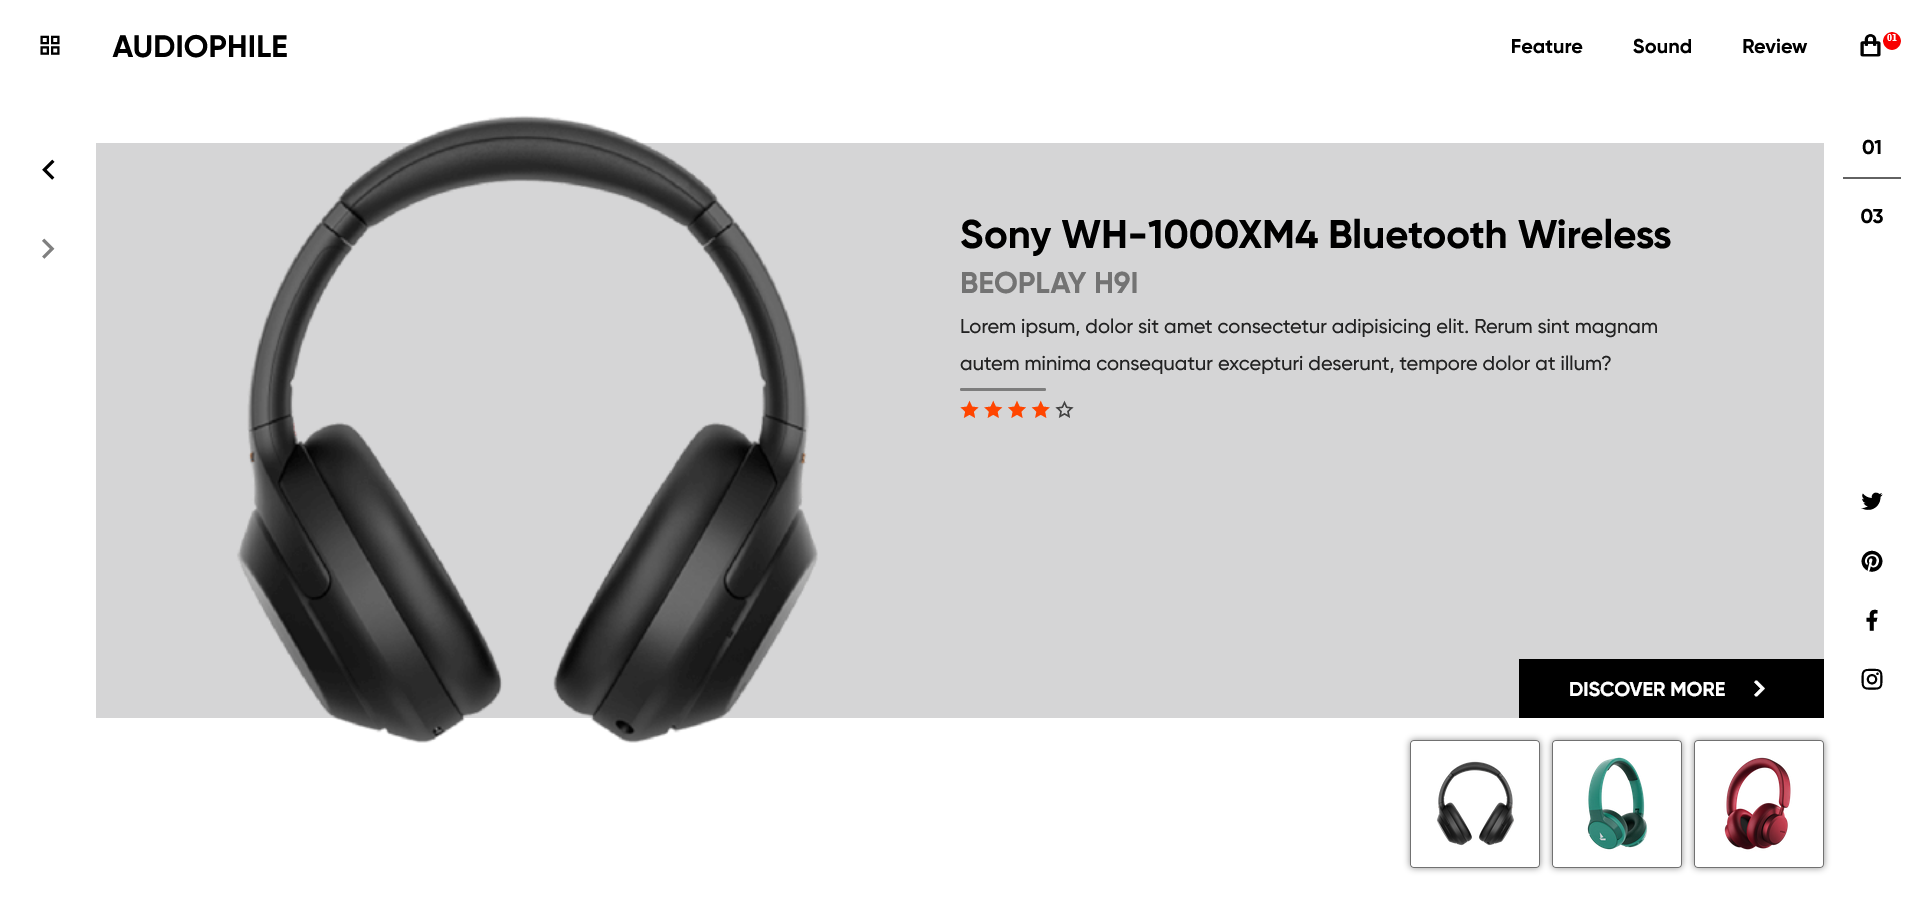 AUDIOPHILE
Feature
Sound
Review
01
01
03
Sony WH-1000XM4 Bluetooth Wireless
BEOPLAY H9I
Lorem ipsum, dolor sit amet consectetur adipisicing elit. Rerum sint magnam
autem minima consequatur excepturi deserunt, tempore dolor at illum?
DISCOVER MORE